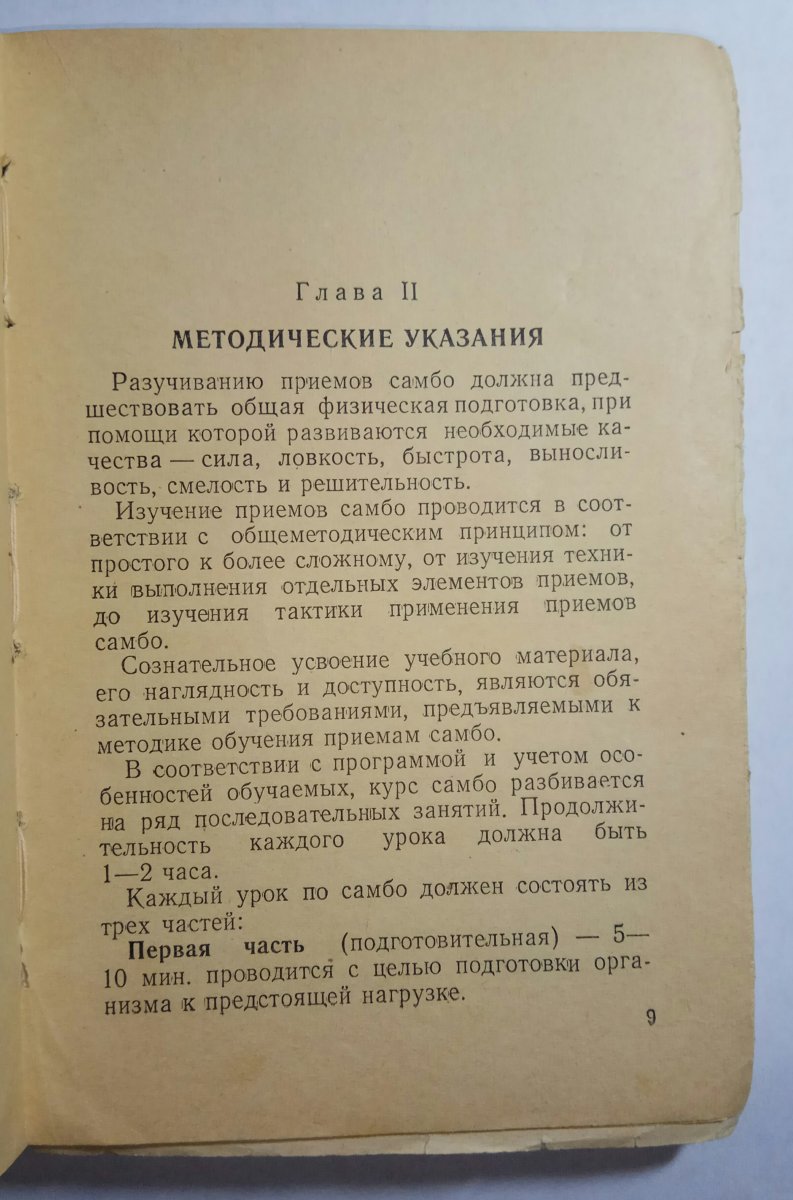 Глава II
МЕТОДИЧЕСКИЕ УКАЗАНИЯ
Разучиванию приемов самбо должна пред-
шествовать общая физическая подготовка, при
помощи которой развиваются необходимые ка-
чества — сила, ловкость, быстрота, выносли-
вость, смелость и решительность.
Изучение приемов самбо проводится в соот-
ветствии с общеметодическим принципом: от
простого к более сложному, от изучения техни-
ки выполнения отдельных элементов приемов,
до изучения тактики применения приемов
самбо.
Сознательное усвоение учебного материала,
его наглядность и доступность, являются обя-
зательными требованиями, предъявляемыми к
методике обучения приемам самбо.
В соответствии с программой и учетом осо-
бенностей обучаемых, курс самбо разбивается
на ряд последовательных занятий. Продолжи-
тельность каждого урока должна быть
1—2 часа.
Каждый урок по самбо должен состоять из
трех частей:
Первая часть (подготовительная) — 5—
10 мин. проводится с целью подготовки орга-
низма к предстоящей нагрузке.
9